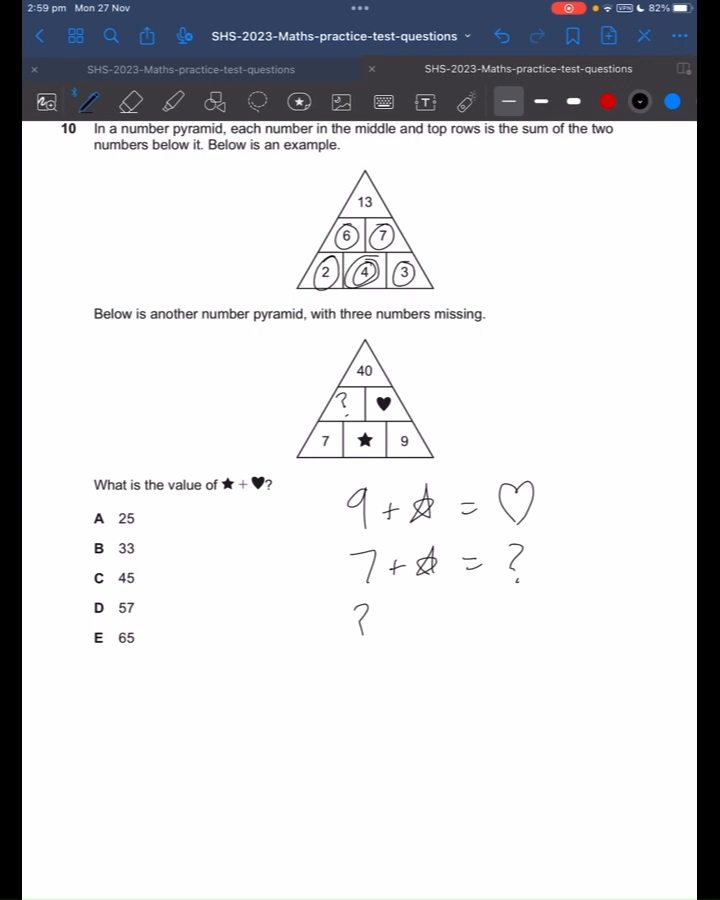 2:59 pm Mon 27 Nov
VPN 82%
SHS-2023-Maths-practice-test-questions
SHS-2023-Maths-practice-test-questions
SHS-2023-Maths-practice-test-questions
T
10 In a number pyramid, each number in the middle and top rows is the sum of the two
numbers below it. Below is an example.
13
6 7
2 4 3
Below is another number pyramid, with three numbers missing.
40
? ♥
7 ★ 9
What is the value of ★ + ♥?
A 25
B 33
C 45
D 57
E 65
9 + ☆ = ♡
7 + ☆ = ?
?